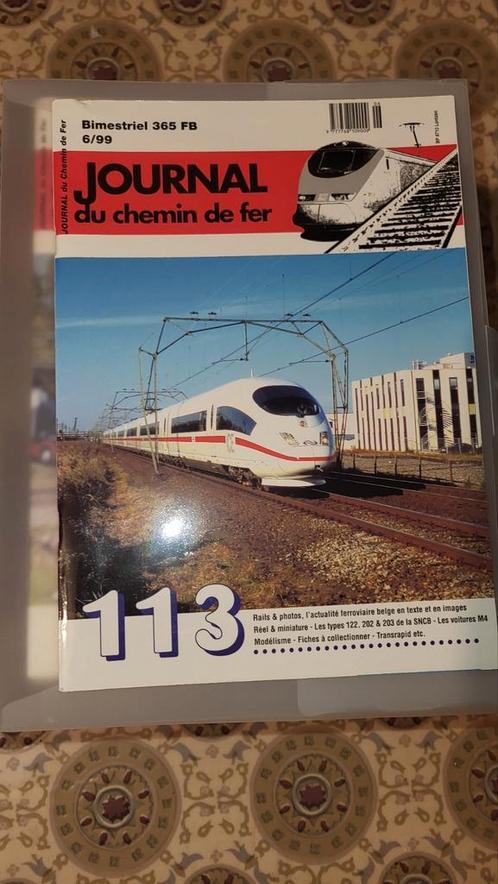 Bimestriel 365 FB
6/99
JOURNAL du Chemin de Fer
JOURNAL
du chemin de fer
113
Rails & photos, l'actualité ferroviaire belge en texte et en images
Réel & miniature - Les types 122, 202 & 203 de la SNCB - Les voitures M4
Modélisme - Fiches à collectionner - Transrapid etc.